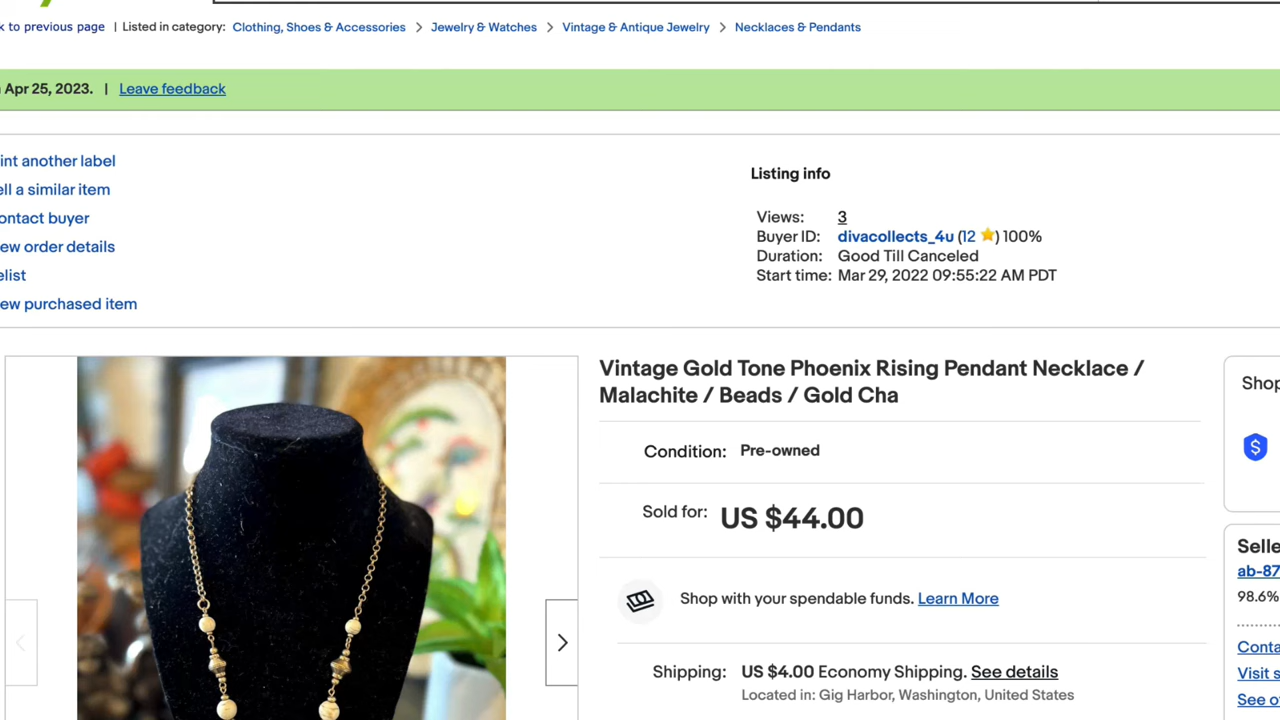 k to previous page | Listed in category: Clothing, Shoes & Accessories > Jewelry & Watches > Vintage & Antique Jewelry > Necklaces & Pendants
Apr 25, 2023. | Leave feedback
int another label
ell a similar item
ontact buyer
ew order details
elist
ew purchased item
Listing info
Views: 3
Buyer ID: divacollects_4u (12 ) 100%
Duration: Good Till Canceled
Start time: Mar 29, 2022 09:55:22 AM PDT
Vintage Gold Tone Phoenix Rising Pendant Necklace /
Malachite / Beads / Gold Cha
Condition: Pre-owned
Sold for: US $44.00
Shop with your spendable funds. Learn More
Shipping: US $4.00 Economy Shipping. See details
Located in: Gig Harbor, Washington, United States
Shop
$
Selle
ab-87
98.6%
Conta
Visit s
See o